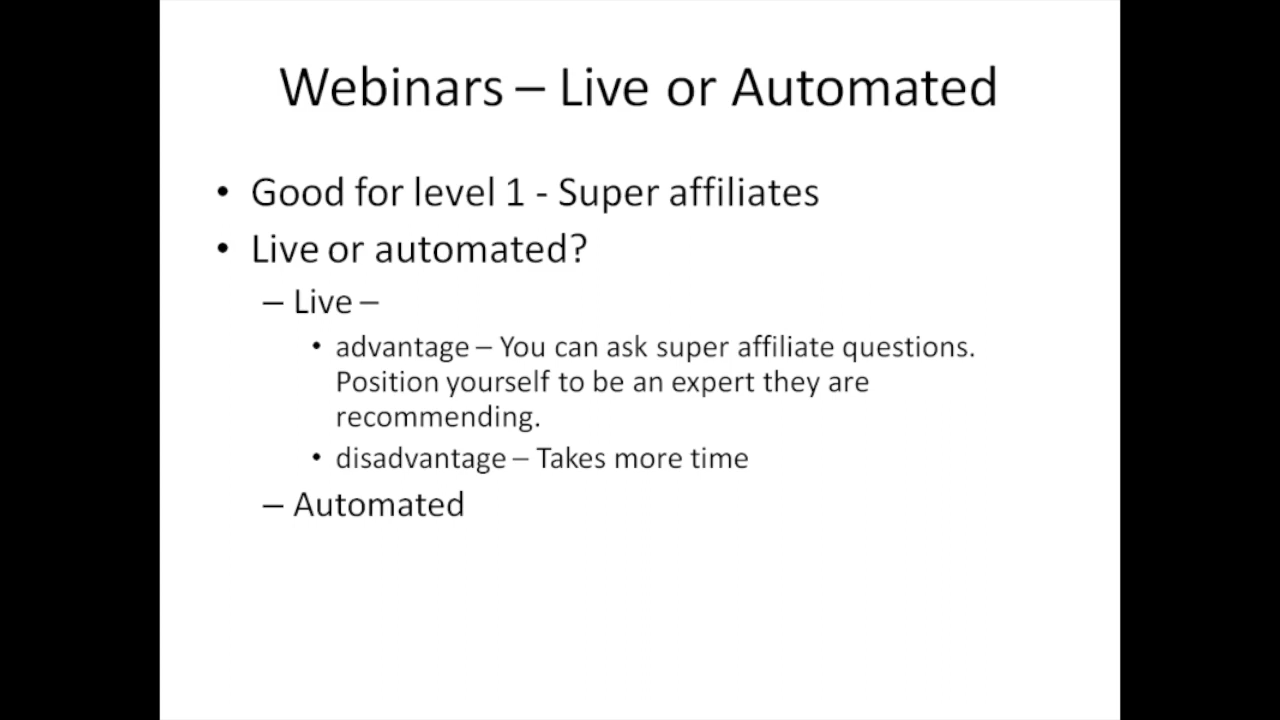 Webinars – Live or Automated
• Good for level 1 - Super affiliates
• Live or automated?
– Live –
• advantage – You can ask super affiliate questions.
Position yourself to be an expert they are
recommending.
• disadvantage – Takes more time
– Automated